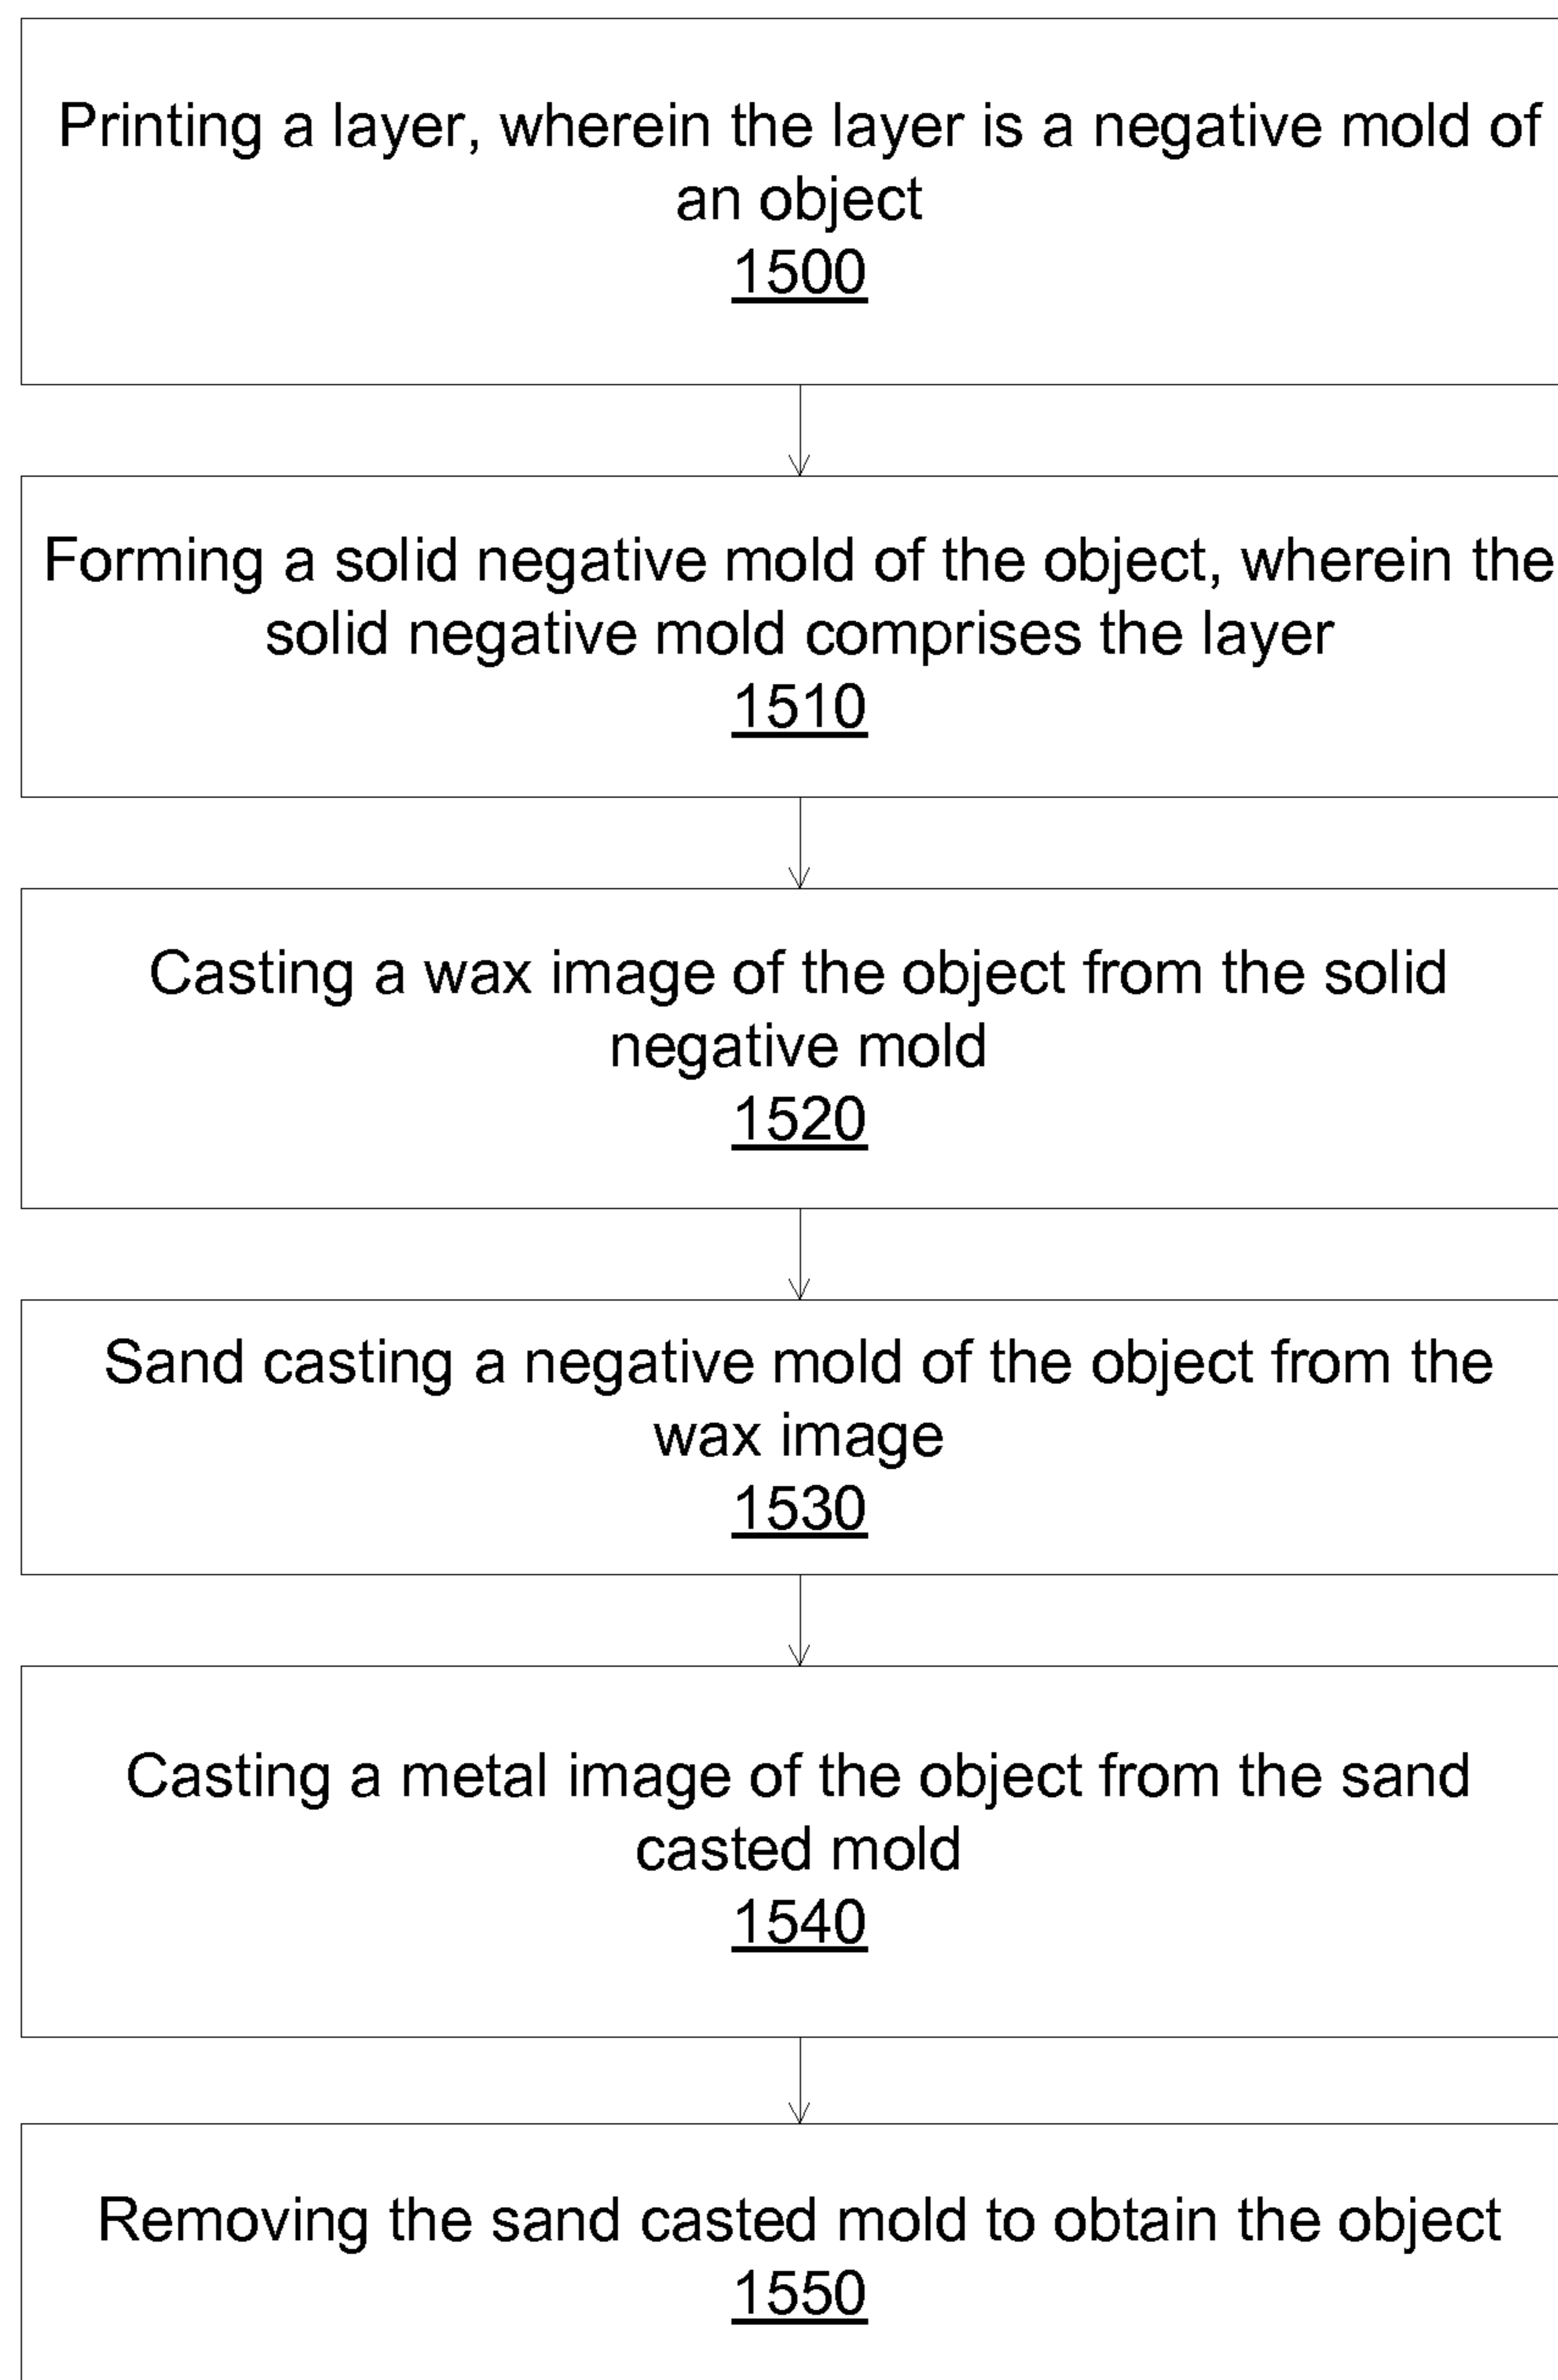 Printing a layer, wherein the layer is a negative mold of
an object
1500
Forming a solid negative mold of the object, wherein the
solid negative mold comprises the layer
1510
Casting a wax image of the object from the solid
negative mold
1520
Sand casting a negative mold of the object from the
wax image
1530
Casting a metal image of the object from the sand
casted mold
1540
Removing the sand casted mold to obtain the object
1550